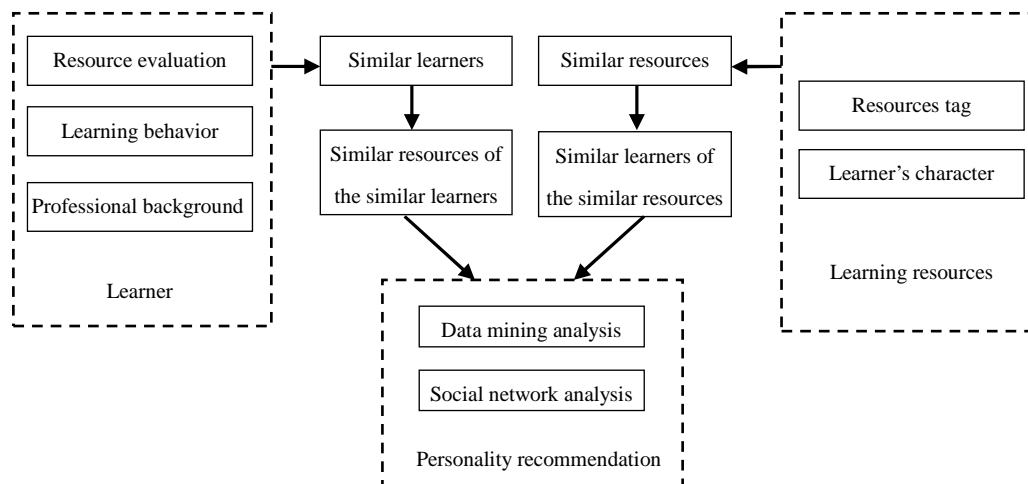 Resource evaluation
Learning behavior
Professional background
Learner
Similar learners
Similar resources of
the similar learners
Similar resources
Similar learners of
the similar resources
Resources tag
Learner’s character
Learning resources
Data mining analysis
Social network analysis
Personality recommendation